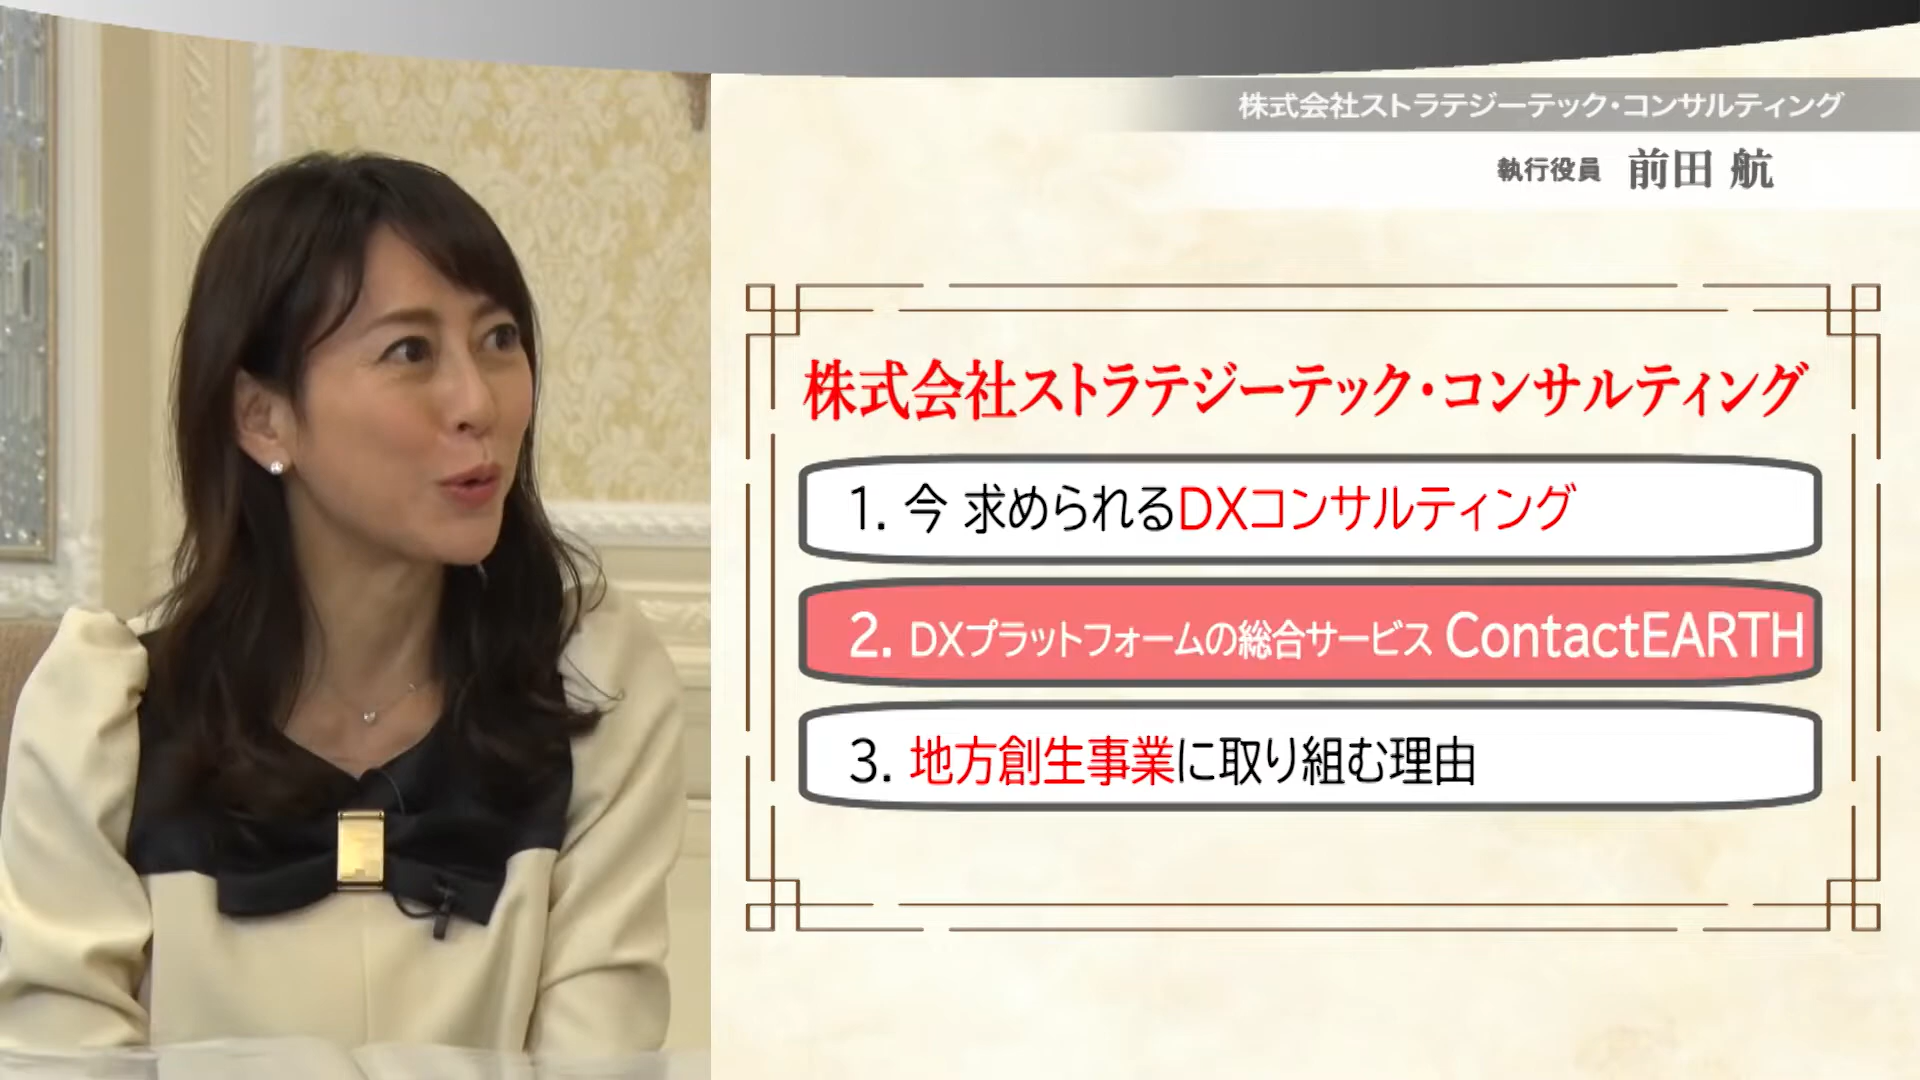 株式会社ストラテジーテック・コンサルティング
執行役員 前田 航
株式会社ストラテジーテック・コンサルティング
1. 今 求められるDXコンサルティング
2. DXプラットフォームの総合サービス ContactEARTH
3. 地方創生事業に取り組む理由